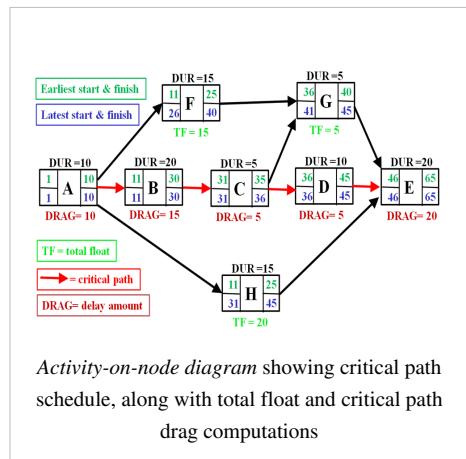 DUR=15
11 F 25
26 40
TF = 15
DUR=5
36 G 40
41 45
TF = 5
Earliest start & finish
Latest start & finish
DUR=10
1 A 10
1 10
DRAG= 10
DUR=20
11 B 30
11 30
DRAG= 15
DUR=5
31 C 35
31 36
DRAG= 5
DUR=10
36 D 45
36 45
DRAG= 5
DUR= 20
46 E 65
46 65
DRAG= 20
TF = total float
= critical path
DRAG= delay amount
DUR=15
11 H 25
31 45
TF = 20
Activity-on-node diagram showing critical path
schedule, along with total float and critical path
drag computations